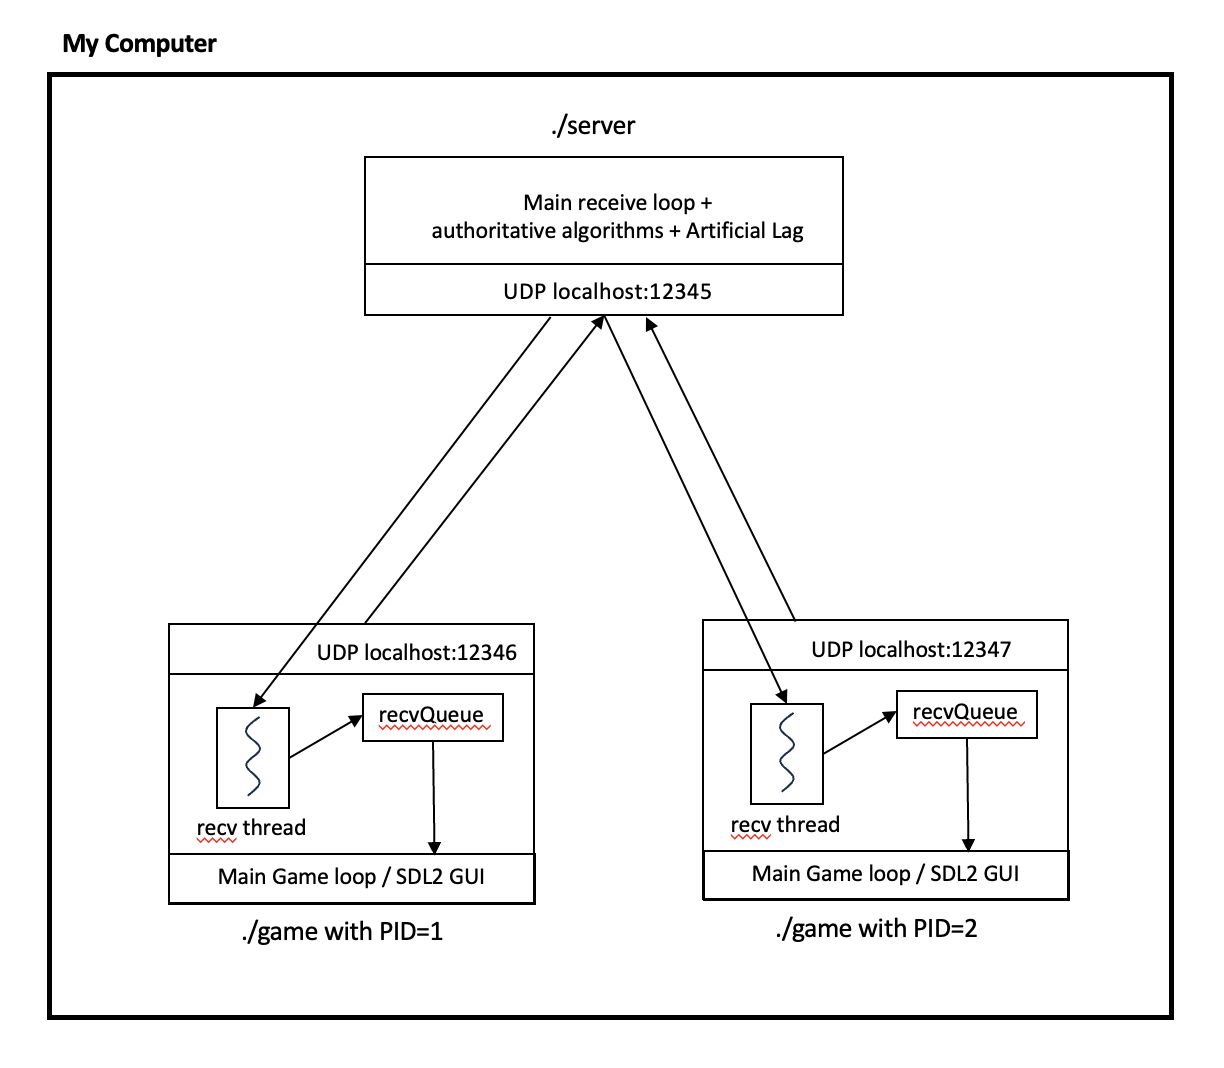 My Computer
./server
Main receive loop +
authoritative algorithms + Artificial Lag
UDP localhost:12345
UDP localhost:12346
recvQueue
recv thread
Main Game loop / SDL2 GUI
./game with PID=1
UDP localhost:12347
recvQueue
recv thread
Main Game loop / SDL2 GUI
./game with PID=2